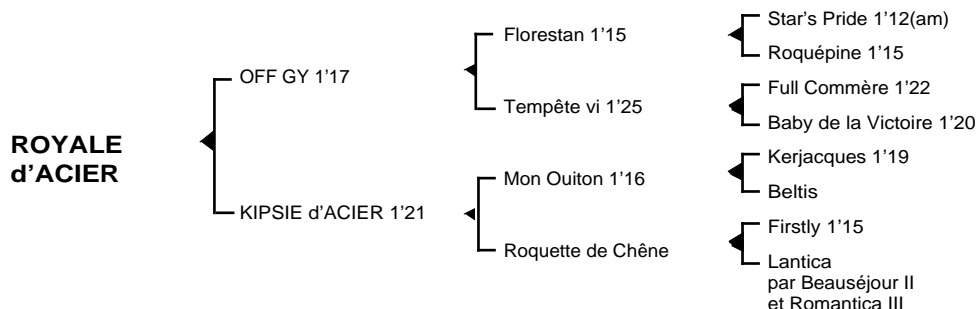 ROYALE
d’ACIER
OFF GY 1’17
KIPSIE d’ACIER 1’21
Florestan 1’15
Tempête vi 1’25
Mon Ouiton 1’16
Roquette de Chêne
Star’s Pride 1’12(am)
Roquépine 1’15
Full Commère 1’22
Baby de la Victoire 1’20
Kerjacques 1’19
Beltis
Firstly 1’15
Lantica
par Beauséjour II
et Romantica III